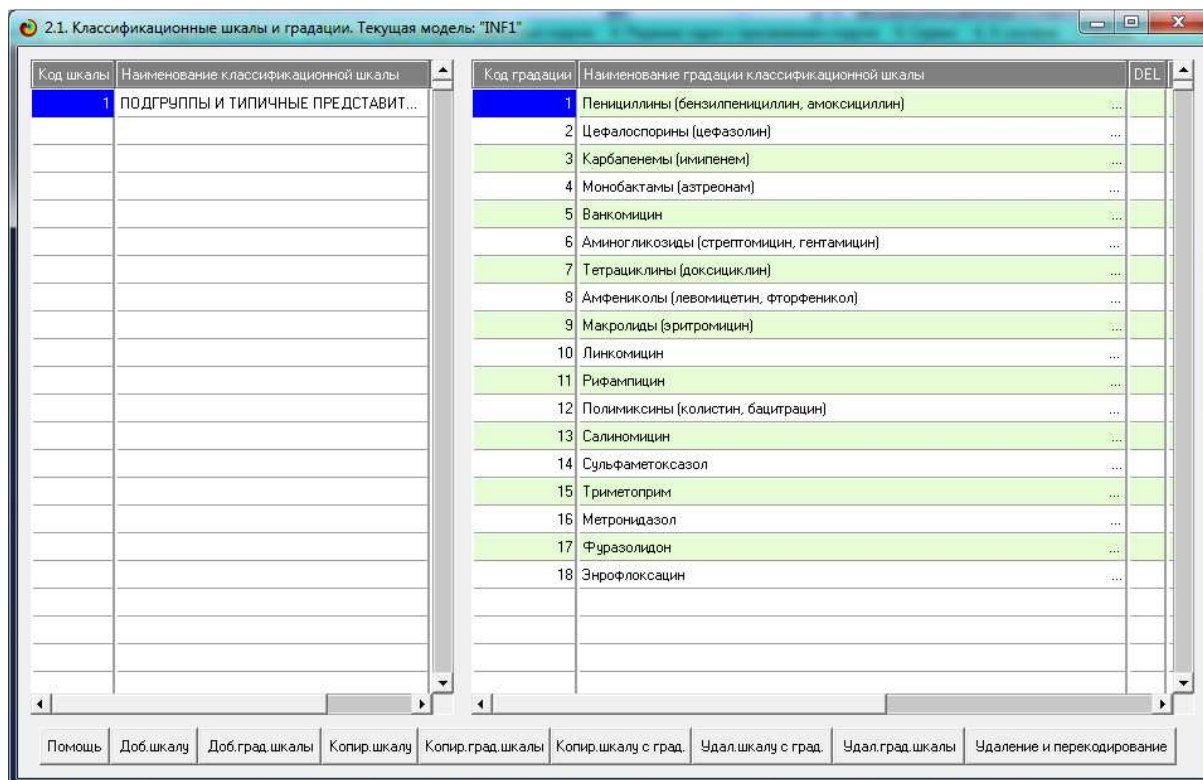 2.1. Классификационные шкалы и градации. Текущая модель: "INF1"
Код шкалы Наименование классификационной шкалы
1 ПОДГРУППЫ И ТИПИЧНЫЕ ПРЕДСТАВИТ...
Код градации Наименование градации классификационной шкалы DEL
1 Пенициллины (бензилпенициллин, амоксициллин) ...
2 Цефалоспорины (цефазолин) ...
3 Карбапенемы (имипенем) ...
4 Монобактамы (азтреонам) ...
5 Ванкомицин ...
6 Аминогликозиды (стрептомицин, гентамицин) ...
7 Тетрациклины (доксициклин) ...
8 Амфениколы (левомицетин, фторфеникол) ...
9 Макролиды (эритромицин) ...
10 Линкомицин ...
11 Рифампицин ...
12 Полимиксины (колистин, бацитрацин) ...
13 Салиномицин ...
14 Сульфаметоксазол ...
15 Триметоприм ...
16 Метронидазол ...
17 Фуразолидон ...
18 Энрофлоксацин ...
Помощь Доб.шкалу Доб.град.шкалы Копир.шкалу Копир.град.шкалы Копир.шкалу с град. Удал.шкалу с град. Удал.град.шкалы Удаление и перекодирование